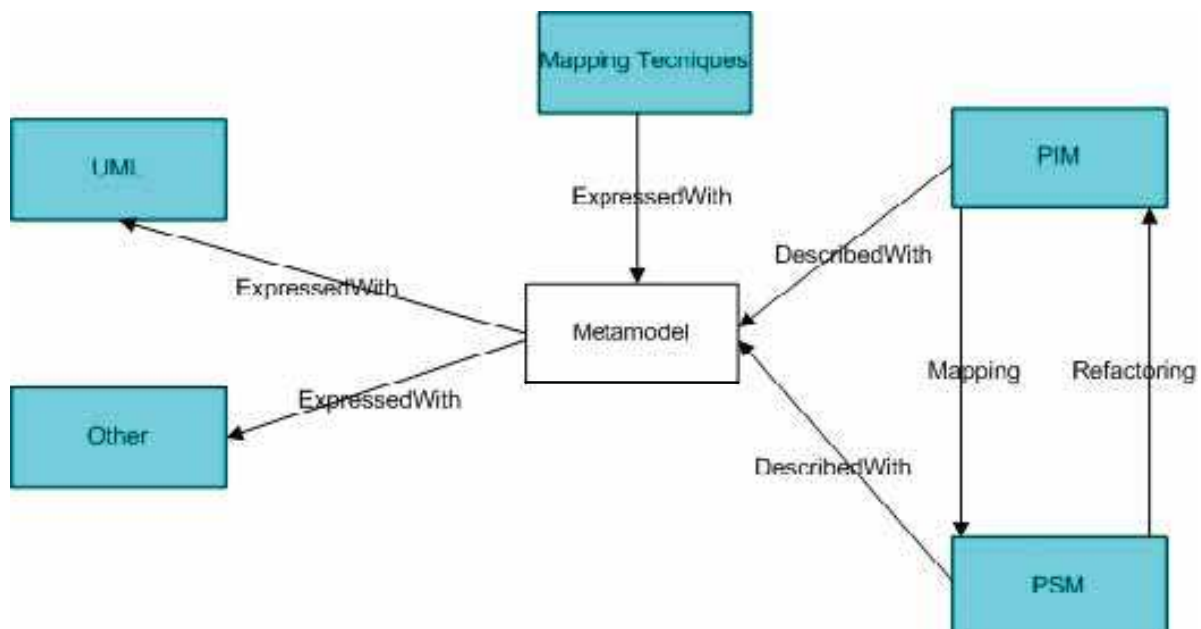 Mapping Tecniques
UML
PIM
ExpressedWith
DescribedWith
ExpressedWith
Metamodel
Mapping
Refactoring
ExpressedWith
Other
DescribedWith
PSM